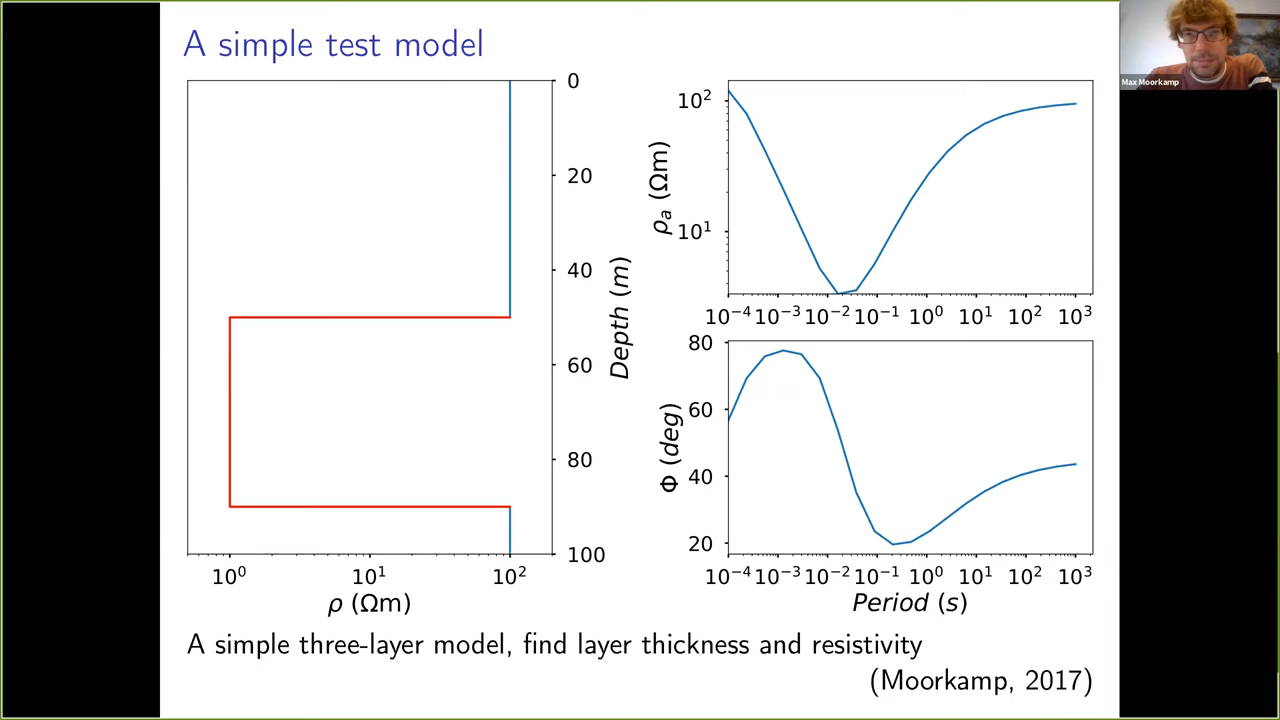 A simple test model
Max Moorkamp
0
20
40
60
80
100
Depth (m)
10⁰
10¹
10²
ρ (Ωm)
10²
10¹
ρₐ (Ωm)
10⁻⁴ 10⁻³ 10⁻² 10⁻¹ 10⁰ 10¹ 10² 10³
80
60
40
20
Φ (deg)
10⁻⁴ 10⁻³ 10⁻² 10⁻¹ 10⁰ 10¹ 10² 10³
Period (s)
A simple three-layer model, find layer thickness and resistivity
(Moorkamp, 2017)